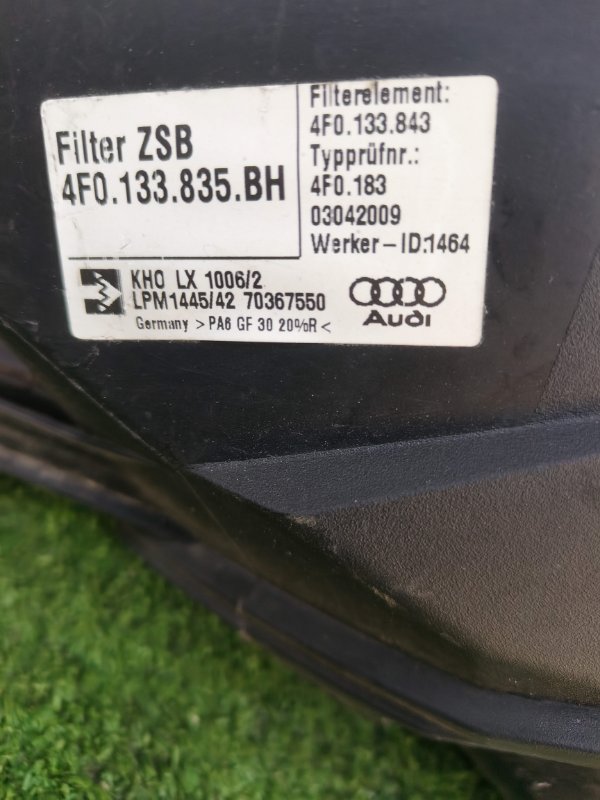 Filter ZSB
4F0.133.835.BH
Filterelement:
4F0.133.843
Typprüfnr.:
4F0.183
03042009
Werker-ID:1464
KHO LX 1006/2
LPM1445/42 70367550
Germany >PA6 GF 30 20%R<
Audi